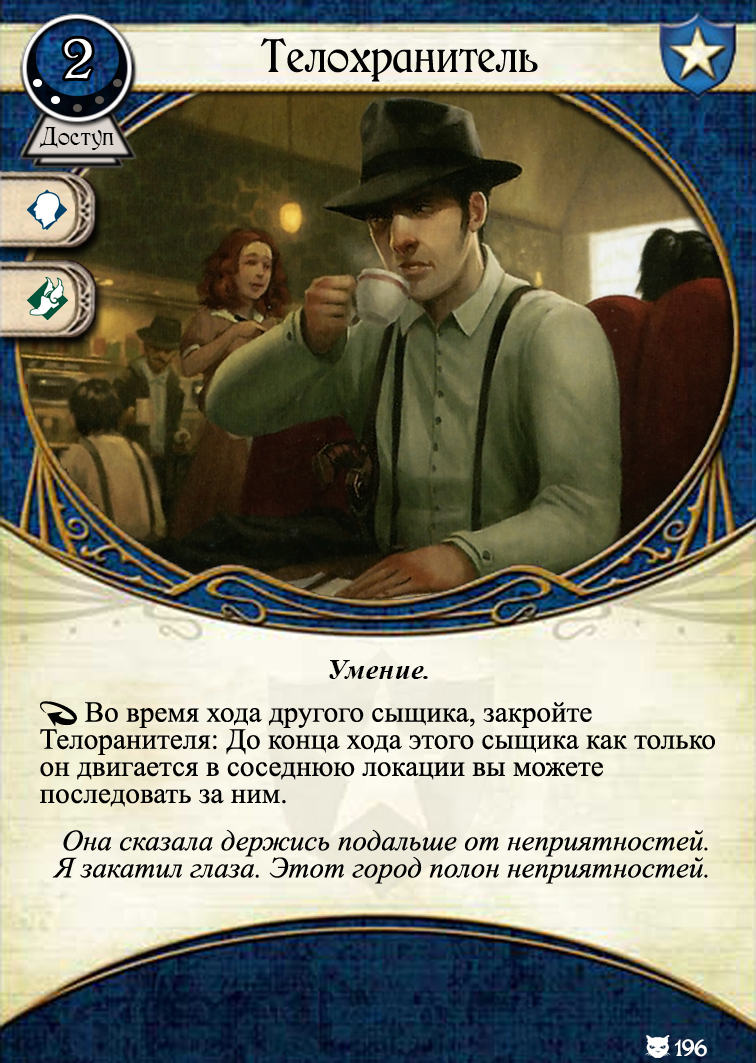 2
Телохранитель
Доступ
Умение.
Во время хода другого сыщика, закройте
Телоранителя: До конца хода этого сыщика как только
он двигается в соседнюю локации вы можете
последовать за ним.
Она сказала держись подальше от неприятностей.
Я закатил глаза. Этот город полон неприятностей.
196